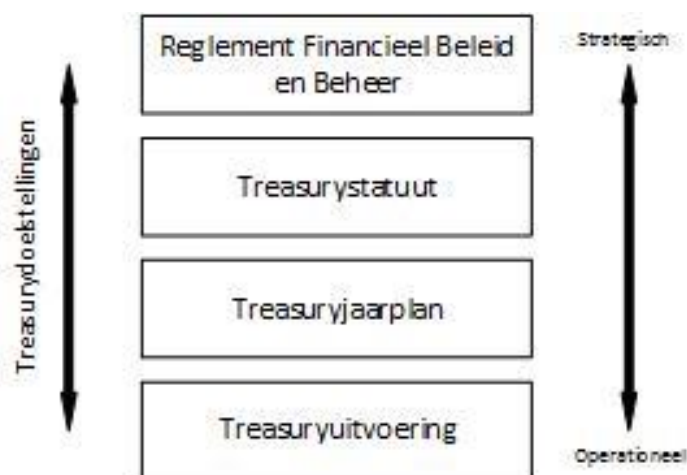 Reglement Financieel Beleid
en Beheer
Strategisch
Treasurydoelstellingen
Treasurystatuut
Treasuryjaarplan
Treasuryuitvoering
Operationeel